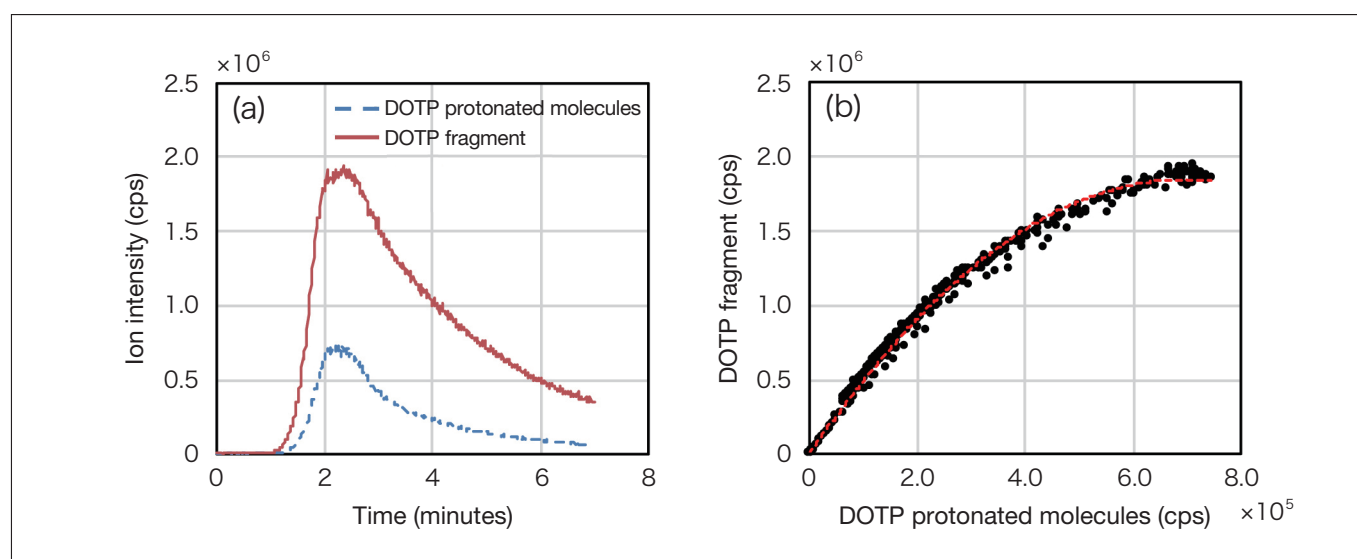 ×10⁶
2.5
2.0
1.5
1.0
0.5
0
(a)
DOTP protonated molecules
DOTP fragment
Ion intensity (cps)
0 2 4 6 8
Time (minutes)
×10⁶
2.5
2.0
1.5
1.0
0.5
0
(b)
DOTP fragment (cps)
0 2.0 4.0 6.0 8.0
DOTP protonated molecules (cps) ×10⁵